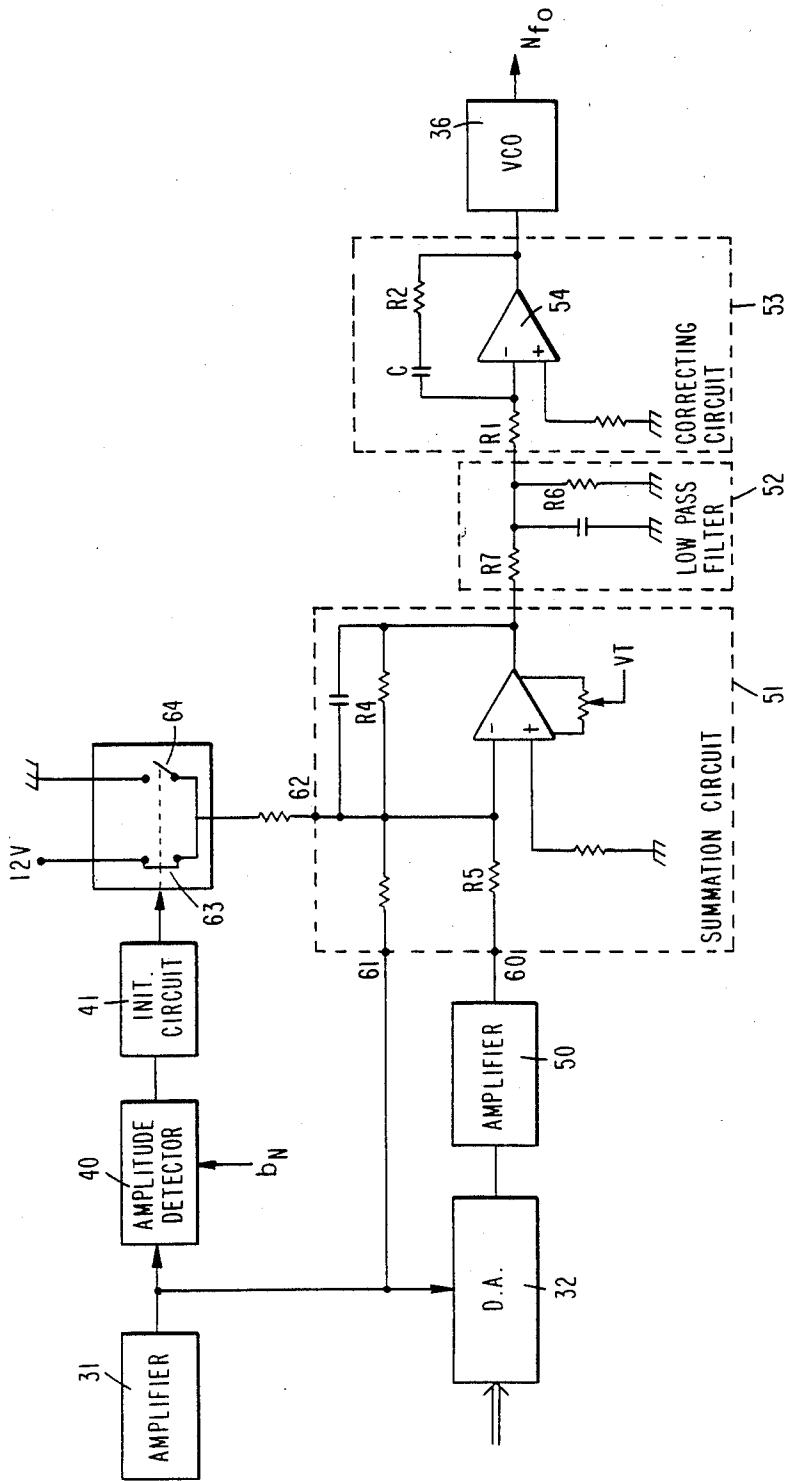 31
AMPLIFIER
40
AMPLITUDE
DETECTOR
bN
41
INIT.
CIRCUIT
12V
63
64
62
61
60
D.A.
32
AMPLIFIER
50
R5
R4
VT
SUMMATION CIRCUIT
51
R7
R6
LOW PASS
FILTER
52
R1
C
R2
54
CORRECTING
CIRCUIT
53
36
VCO
Nfo